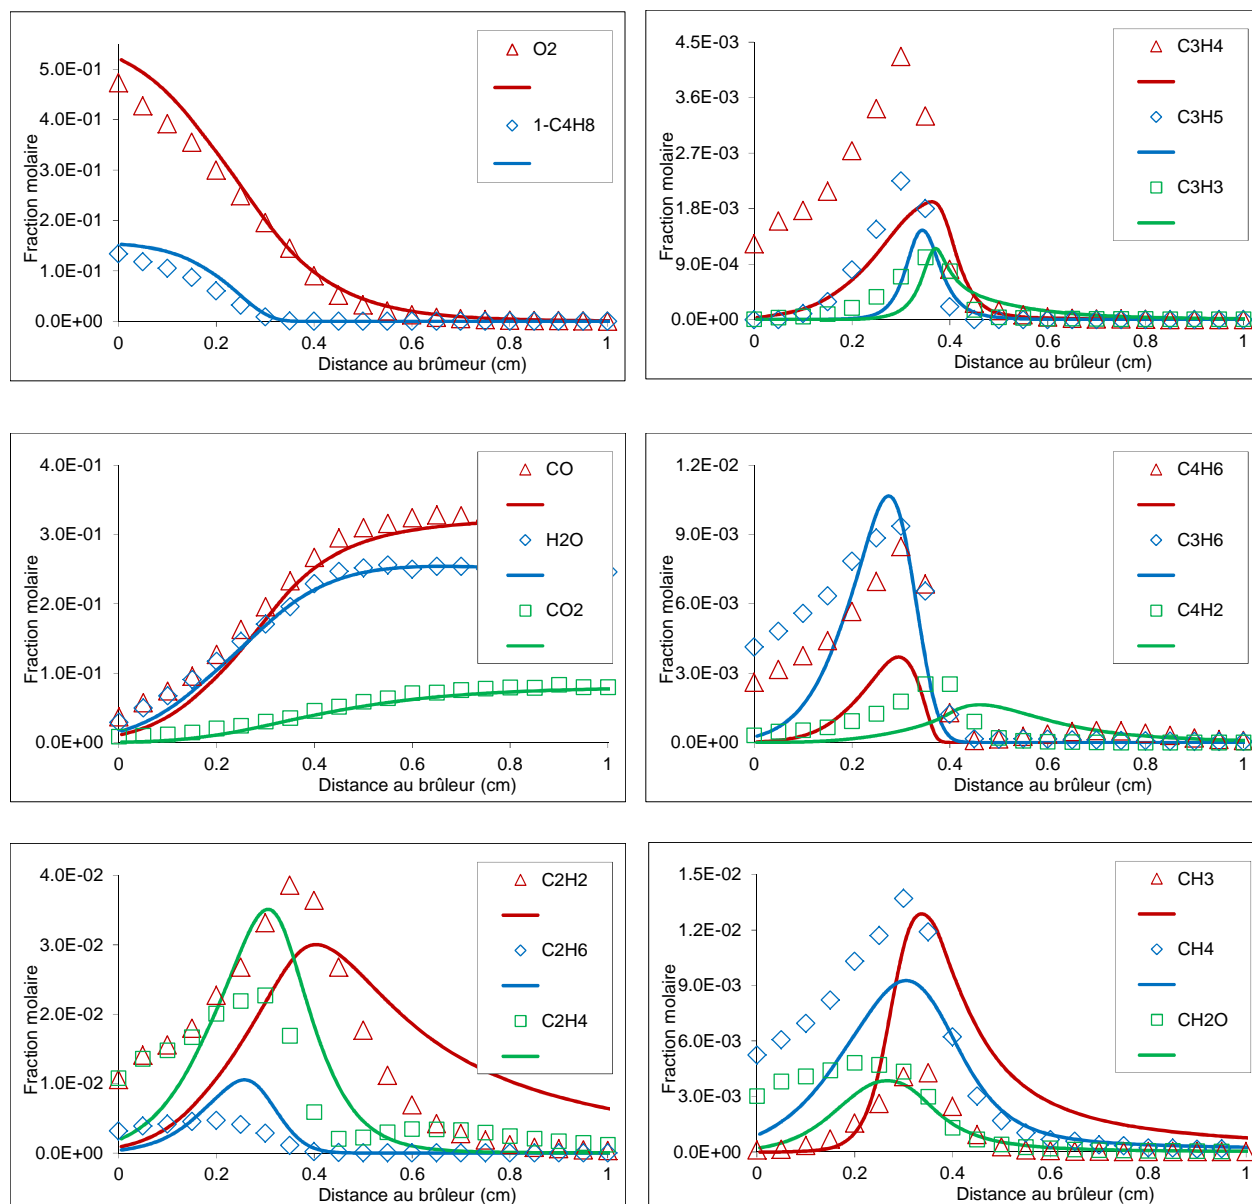 O2
1-C4H8
5.0E-01
4.0E-01
3.0E-01
2.0E-01
1.0E-01
0.0E+00
0
0.2
0.4
0.6
0.8
1
Fraction molaire
Distance au brûmeur (cm)
C3H4
C3H5
C3H3
4.5E-03
3.6E-03
2.7E-03
1.8E-03
9.0E-04
0.0E+00
0
0.2
0.4
0.6
0.8
1
Fraction molaire
Distance au brûleur (cm)
CO
H2O
CO2
4.0E-01
3.0E-01
2.0E-01
1.0E-01
0.0E+00
0
0.2
0.4
0.6
0.8
1
Fraction molaire
Distance au brûleur (cm)
C4H6
C3H6
C4H2
1.2E-02
9.0E-03
6.0E-03
3.0E-03
0.0E+00
0
0.2
0.4
0.6
0.8
1
Fraction molaire
Distance au brûleur (cm)
C2H2
C2H6
C2H4
4.0E-02
3.0E-02
2.0E-02
1.0E-02
0.0E+00
0
0.2
0.4
0.6
0.8
1
Fraction molaire
Distance au brûleur (cm)
CH3
CH4
CH2O
1.5E-02
1.2E-02
9.0E-03
6.0E-03
3.0E-03
0.0E+00
0
0.2
0.4
0.6
0.8
1
Fraction molaire
Distance au brûleur (cm)